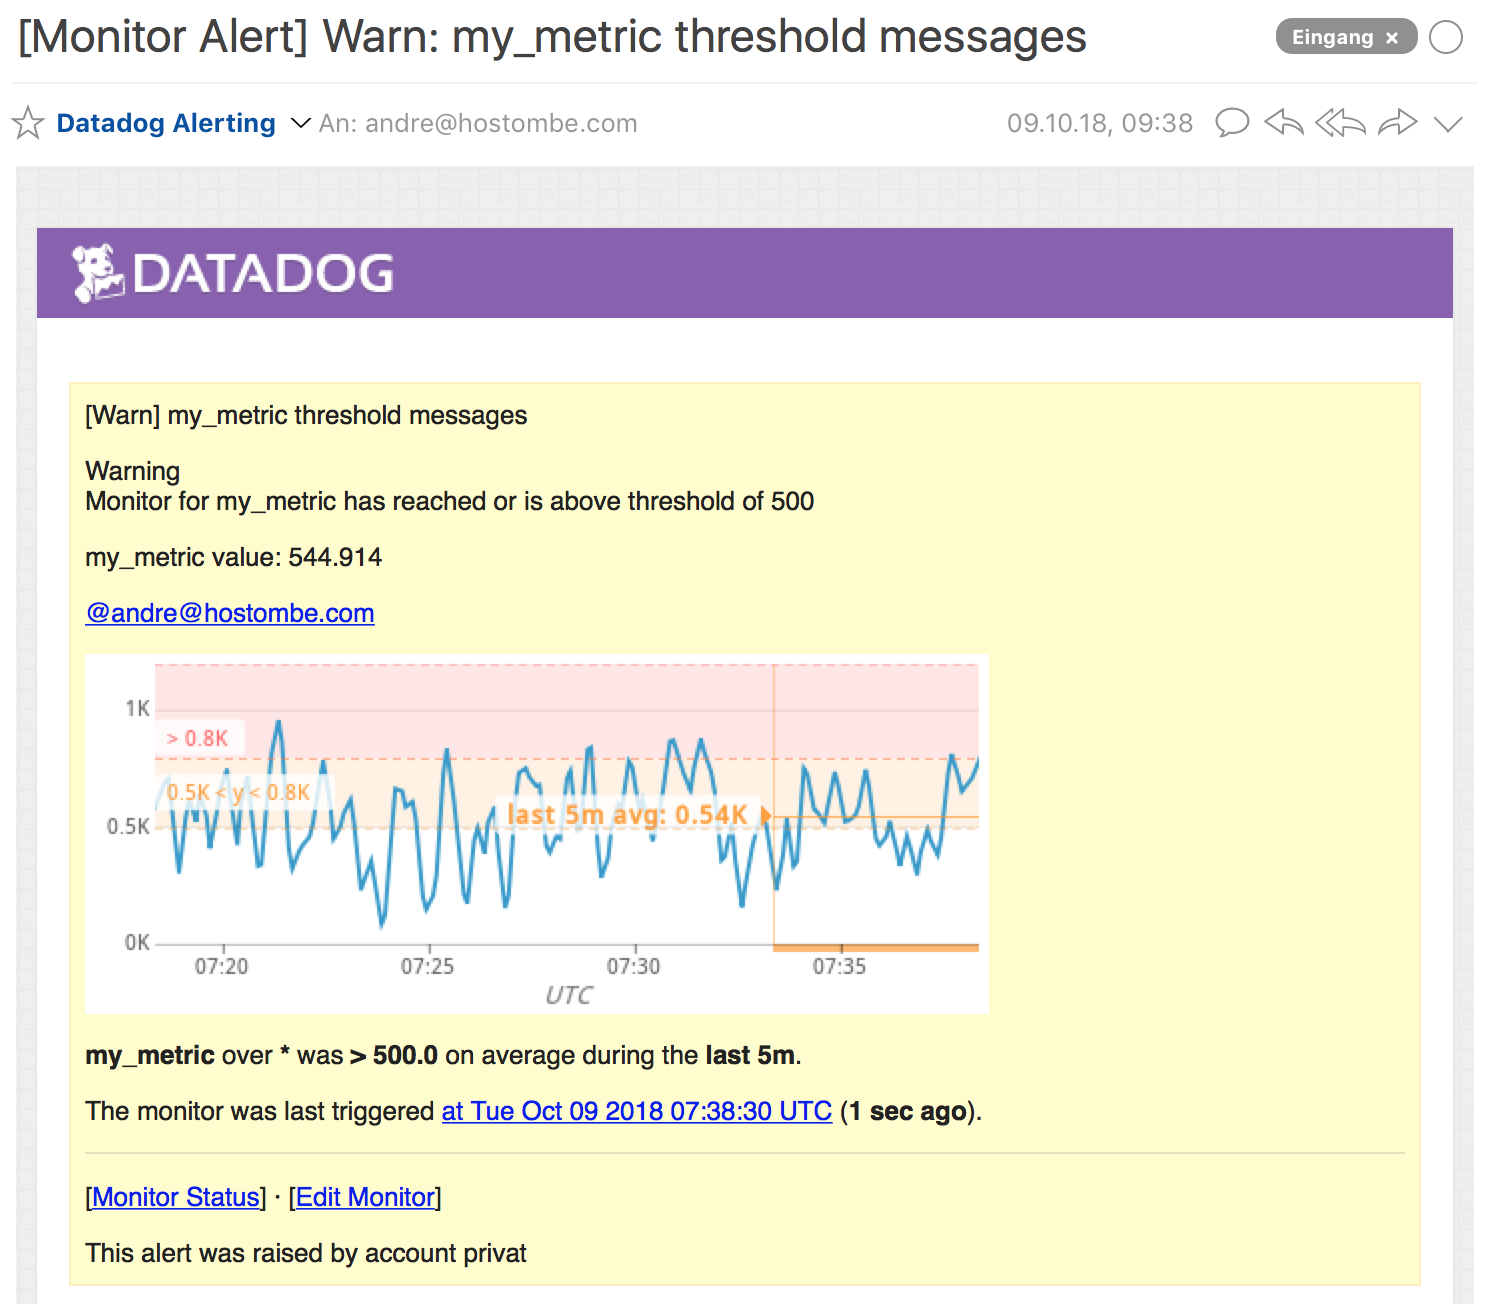 [Monitor Alert] Warn: my_metric threshold messages
Eingang ×
Datadog Alerting An: andre@hostombe.com
09.10.18, 09:38
DATADOG
[Warn] my_metric threshold messages
Warning
Monitor for my_metric has reached or is above threshold of 500
my_metric value: 544.914
@andre@hostombe.com
1K
> 0.8K
0.5K < y < 0.8K
last 5m avg: 0.54K
0.5K
0K
07:20 07:25 07:30 07:35
UTC
my_metric over * was > 500.0 on average during the last 5m.
The monitor was last triggered at Tue Oct 09 2018 07:38:30 UTC (1 sec ago).
[Monitor Status] · [Edit Monitor]
This alert was raised by account privat